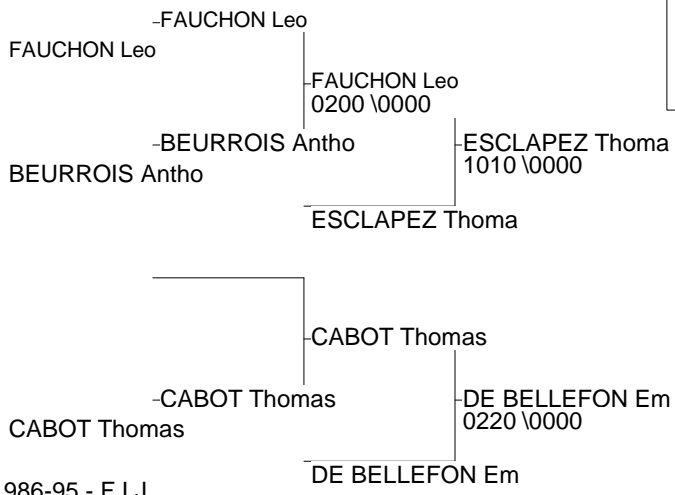 -FAUCHON Leo
FAUCHON Leo
-FAUCHON Leo
0200 \0000
-BEURROIS Antho
BEURROIS Antho
-ESCLAPEZ Thoma
1010 \0000
ESCLAPEZ Thoma
-CABOT Thomas
-CABOT Thomas
CABOT Thomas
-DE BELLEFON Em
0220 \0000
DE BELLEFON Em